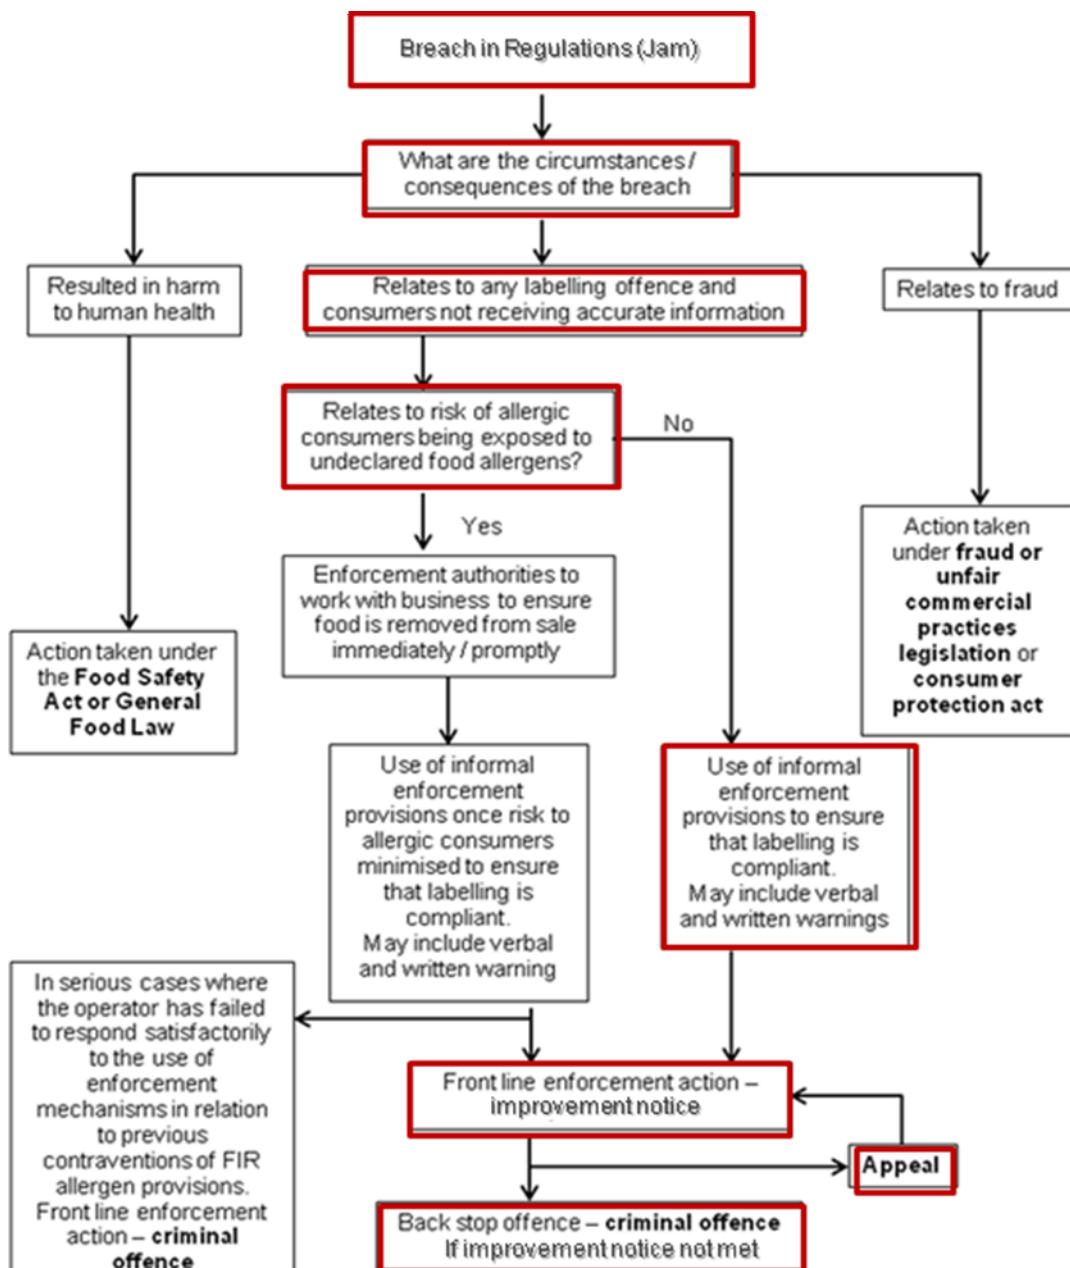 Breach in Regulations (Jam)
What are the circumstances /
consequences of the breach
Resulted in harm
to human health
Relates to any labelling offence and
consumers not receiving accurate information
Relates to fraud
Relates to risk of allergic
consumers being exposed to
undeclared food allergens?
No
Yes
Enforcement authorities to
work with business to ensure
food is removed from sale
immediately / promptly
Action taken
under fraud or
unfair
commercial
practices
legislation or
consumer
protection act
Action taken under
the Food Safety
Act or General
Food Law
Use of informal
enforcement
provisions once risk to
allergic consumers
minimised to ensure
that labelling is
compliant.
May include verbal
and written warning
Use of informal
enforcement
provisions to ensure
that labelling is
compliant.
May include verbal
and written warnings
In serious cases where
the operator has failed
to respond satisfactorily
to the use of
enforcement
mechanisms in relation
to previous
contraventions of FIR
allergen provisions.
Front line enforcement
action – criminal
offence
Front line enforcement action –
improvement notice
Appeal
Back stop offence – criminal offence
If improvement notice not met